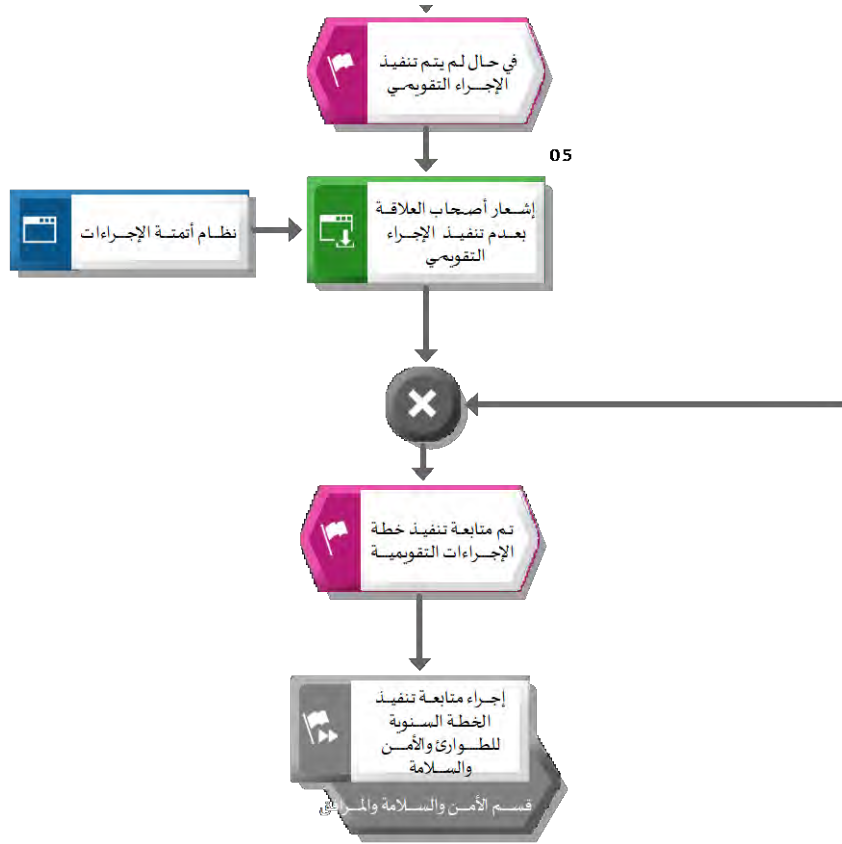 في حال لم يتم تنفيذ
الإجراء التقويمي
05
إشعار أصحاب العلاقة
بعدم تنفيذ الإجراء
التقويمي
نظام أتمتة الإجراءات
تم متابعة تنفيذ خطة
الإجراءات التقويمية
إجراء متابعة تنفيذ
الخطة السنوية
للطوارئ والأمن
والسلامة
قسم الأمن والسلامة والمرافق